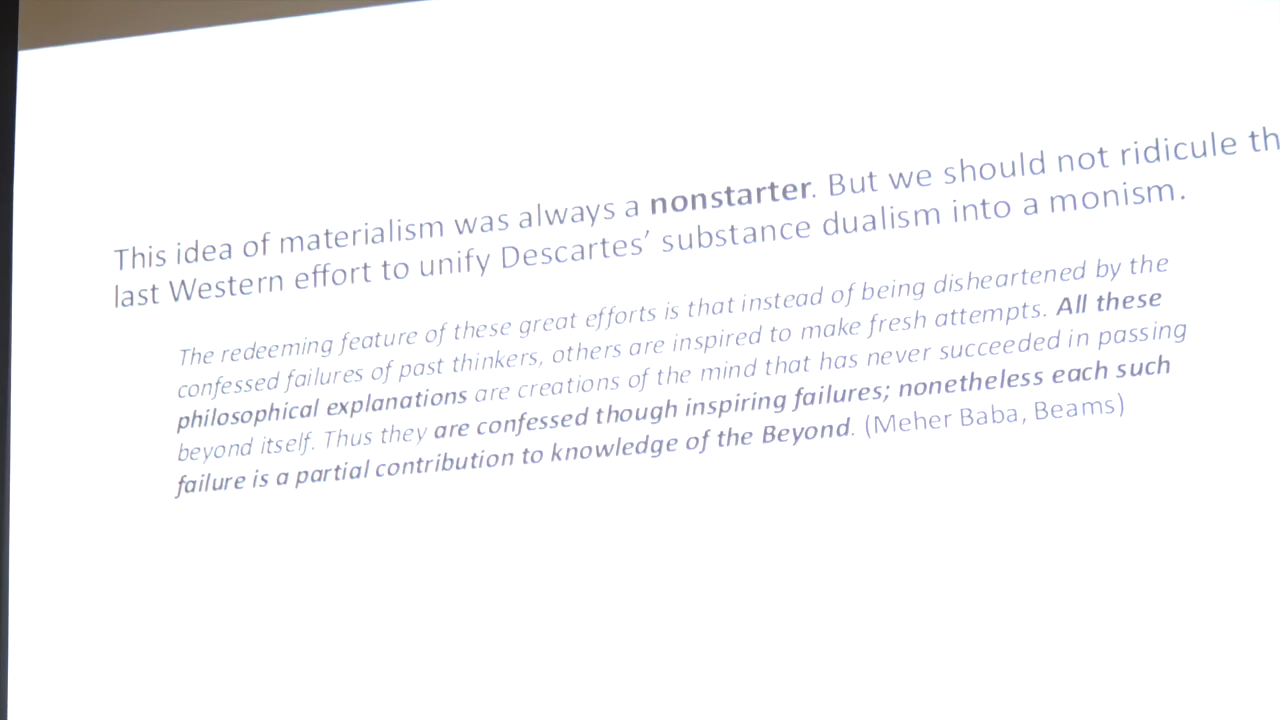 This idea of materialism was always a nonstarter. But we should not ridicule th
last Western effort to unify Descartes’ substance dualism into a monism.
The redeeming feature of these great efforts is that instead of being disheartened by the
confessed failures of past thinkers, others are inspired to make fresh attempts. All these
philosophical explanations are creations of the mind that has never succeeded in passing
beyond itself. Thus they are confessed though inspiring failures; nonetheless each such
failure is a partial contribution to knowledge of the Beyond. (Meher Baba, Beams)